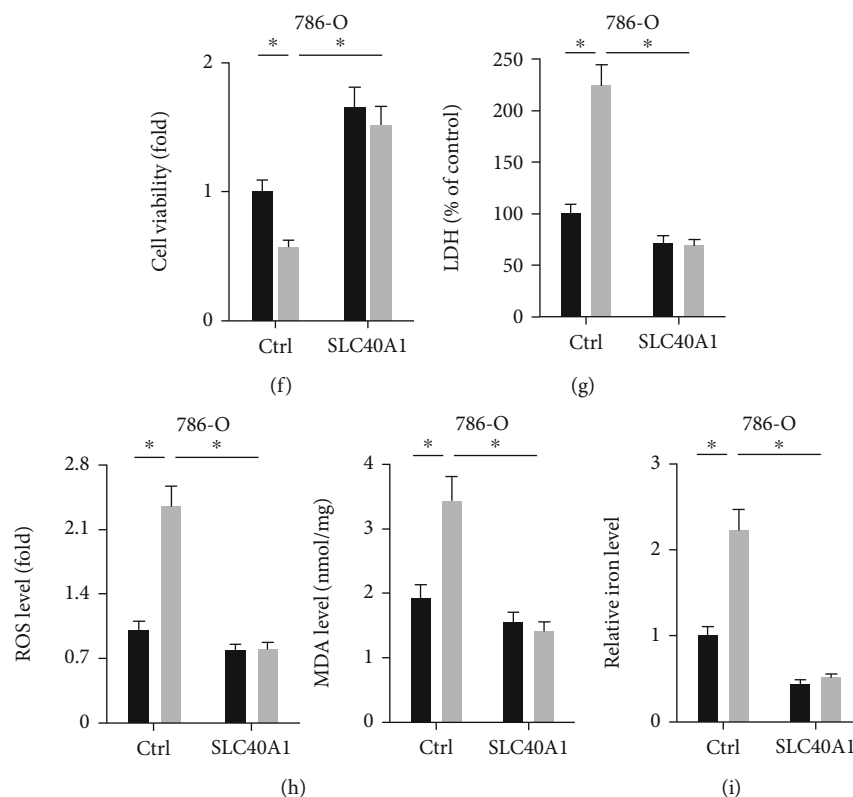 786-O
*
*
2
1
0
Cell viability (fold)
Ctrl
SLC40A1
(f)
786-O
*
*
250
200
150
100
50
0
LDH (% of control)
Ctrl
SLC40A1
(g)
786-O
*
*
2.8
2.1
1.4
0.7
0
ROS level (fold)
Ctrl
SLC40A1
786-O
*
*
4
3
2
1
0
MDA level (nmol/mg)
Ctrl
SLC40A1
(h)
786-O
*
*
3
2
1
0
Relative iron level
Ctrl
SLC40A1
(i)